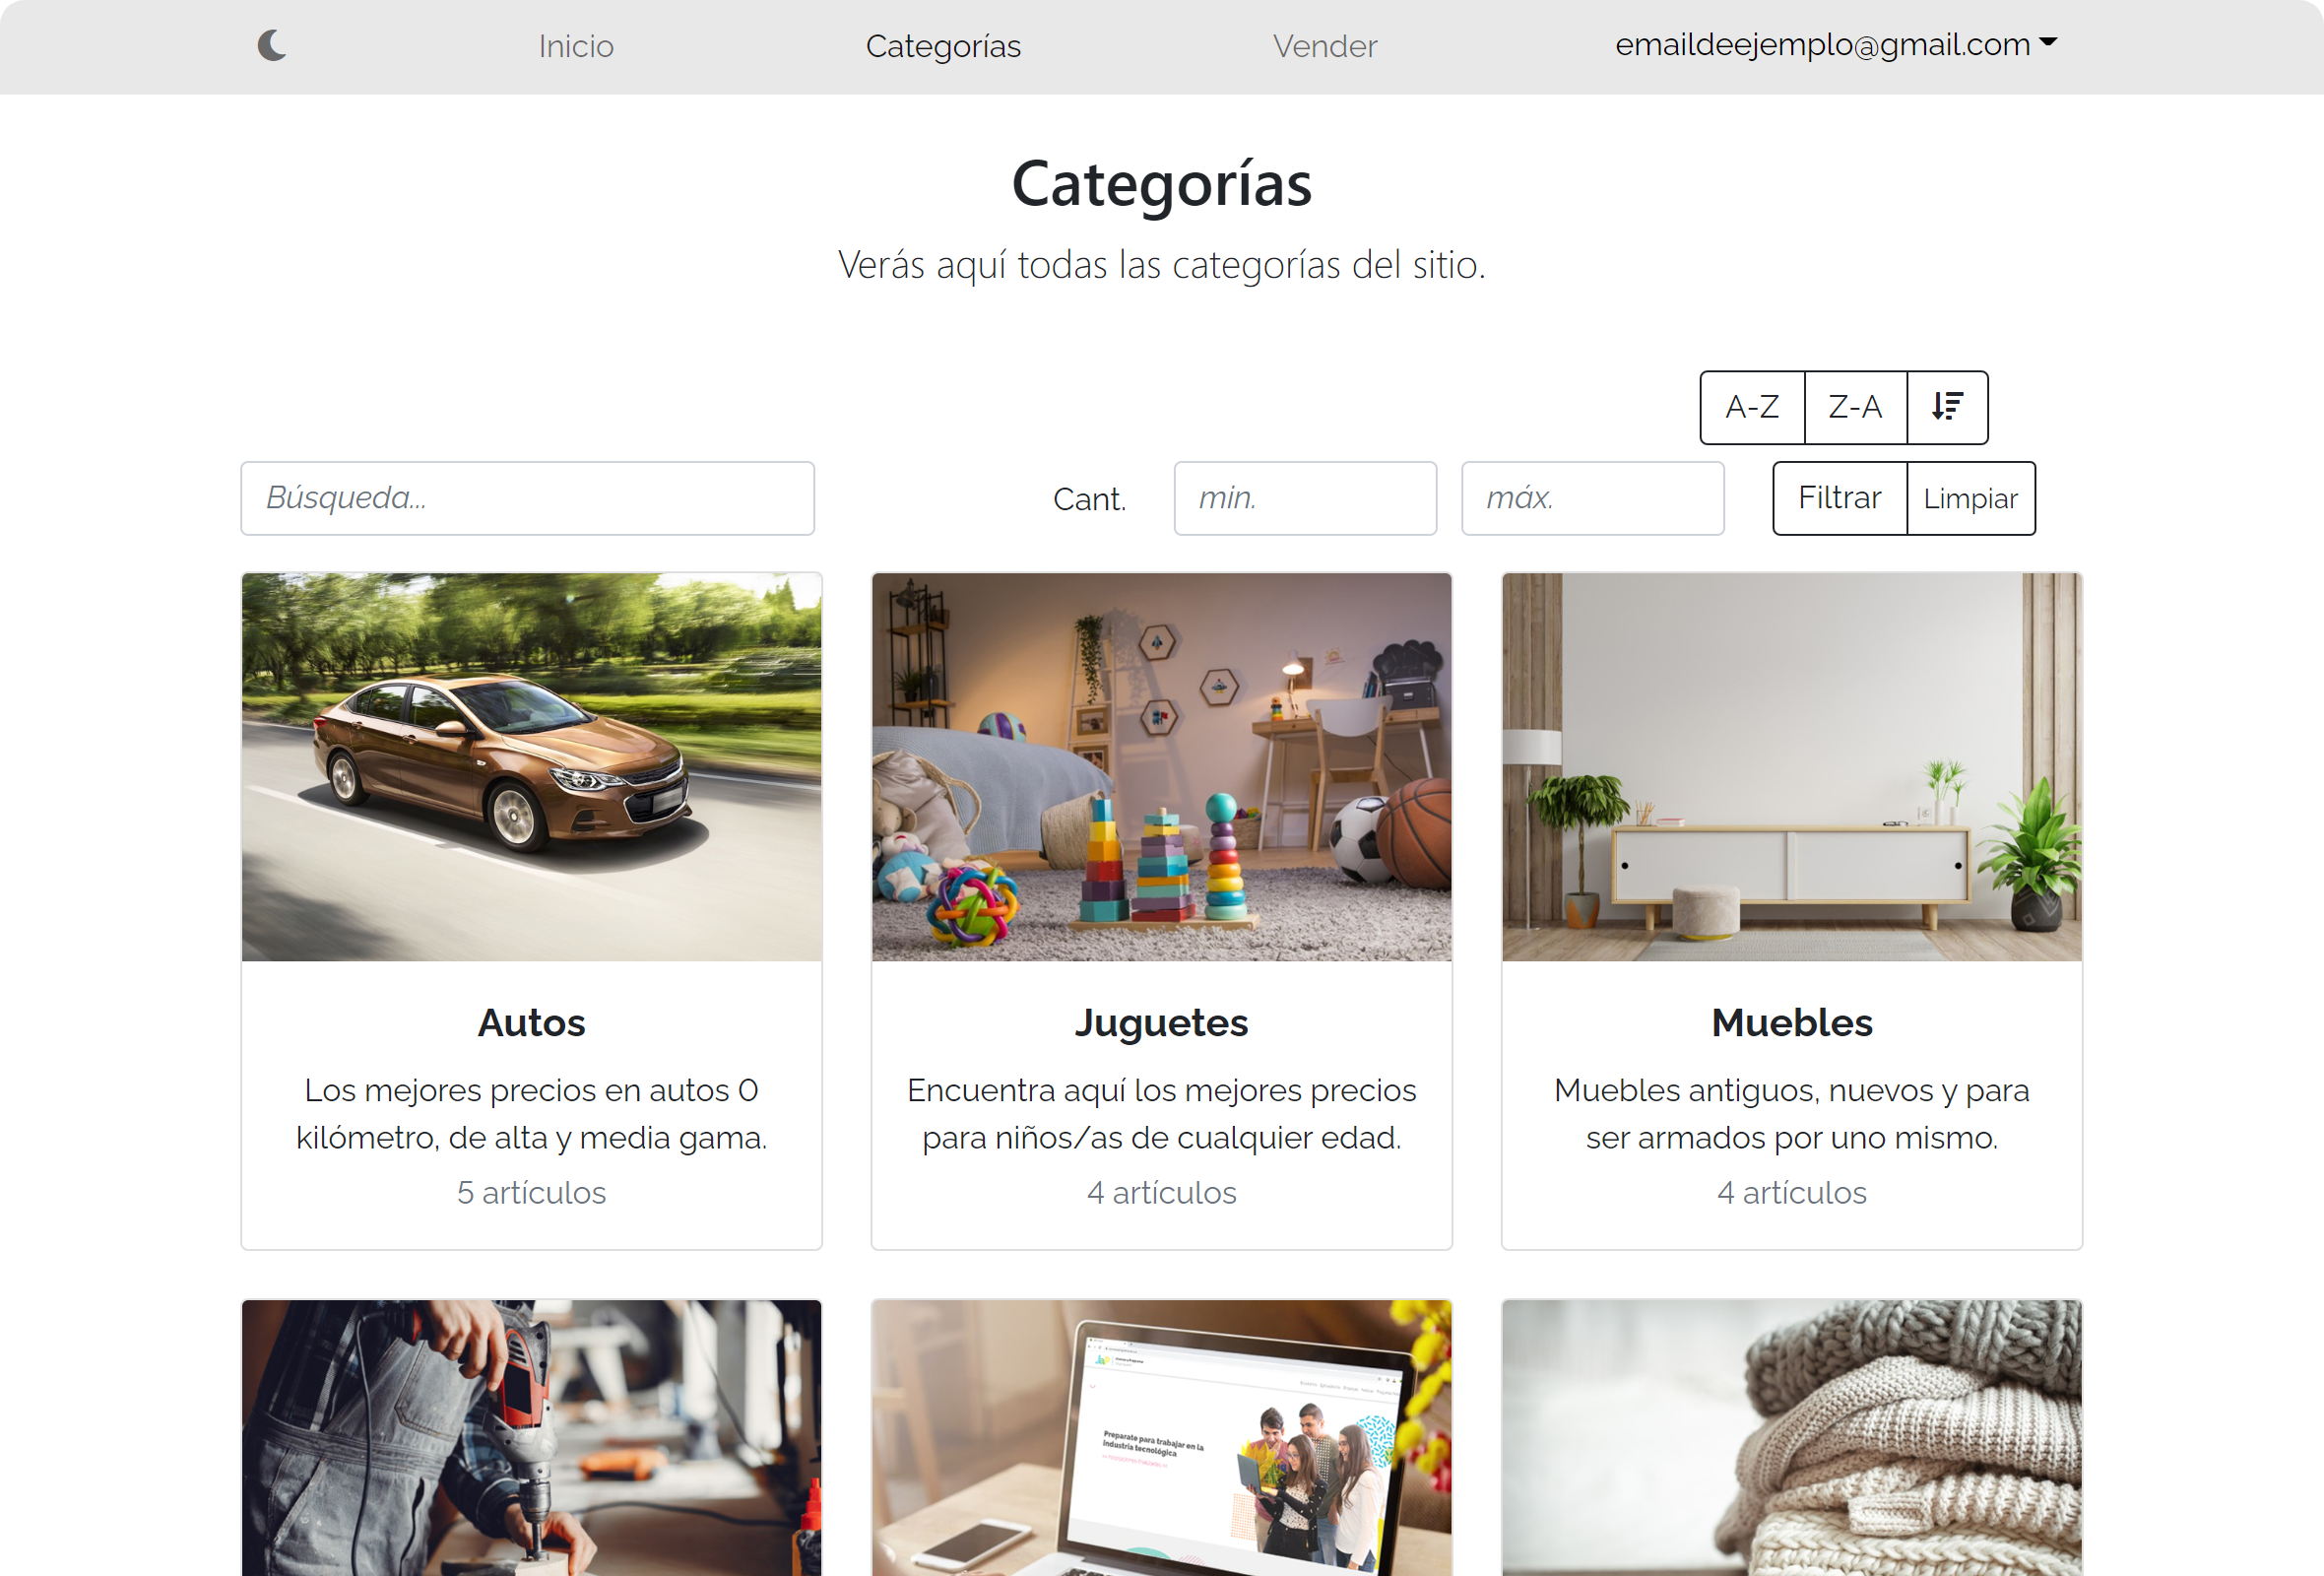 Inicio
Categorías
Vender
emaildeejemplo@gmail.com
Categorías
Verás aquí todas las categorías del sitio.
A-Z
Z-A
Búsqueda...
Cant.
min.
máx.
Filtrar
Limpiar
Autos
Los mejores precios en autos 0
kilómetro, de alta y media gama.
5 artículos
Juguetes
Encuentra aquí los mejores precios
para niños/as de cualquier edad.
4 artículos
Muebles
Muebles antiguos, nuevos y para
ser armados por uno mismo.
4 artículos
Preparate para trabajar en la
industria tecnológica